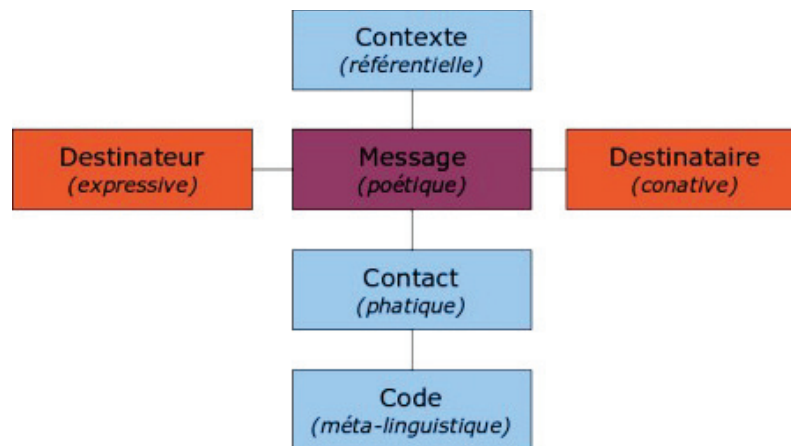 Contexte
(référentielle)
Destinateur
(expressive)
Message
(poétique)
Destinataire
(conative)
Contact
(phatique)
Code
(méta-linguistique)